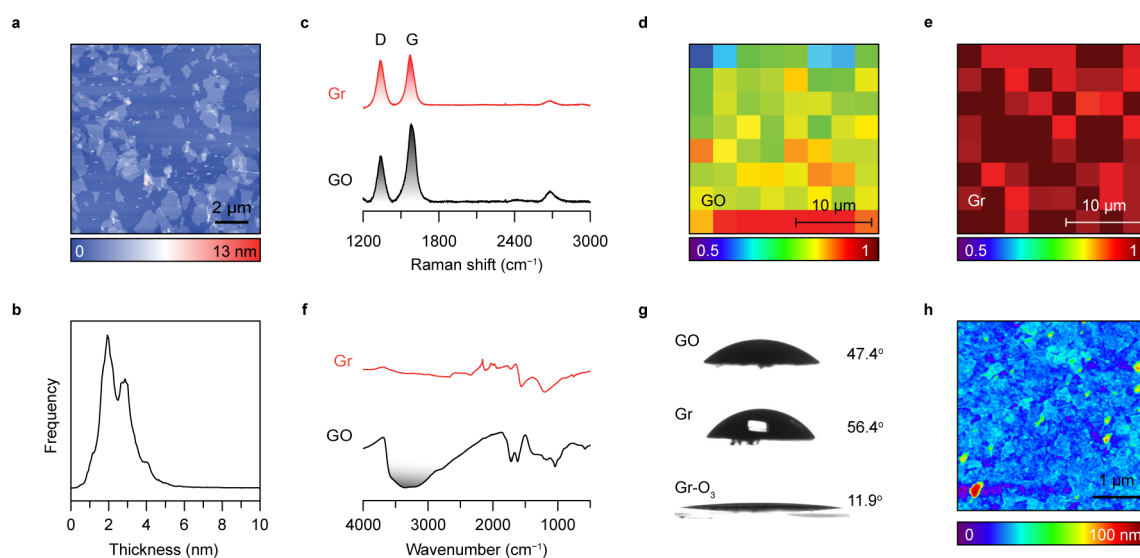 a
2 µm
0 13 nm
b
Frequency
0 2 4 6 8 10
Thickness (nm)
c
D G
Gr
GO
1200 1800 2400 3000
Raman shift (cm⁻¹)
f
Gr
GO
4000 3000 2000 1000
Wavenumber (cm⁻¹)
d
GO
10 µm
0.5 1
e
Gr
10 µm
0.5 1
g
GO 47.4°
Gr 56.4°
Gr-O₃ 11.9°
h
1 µm
0 100 nm